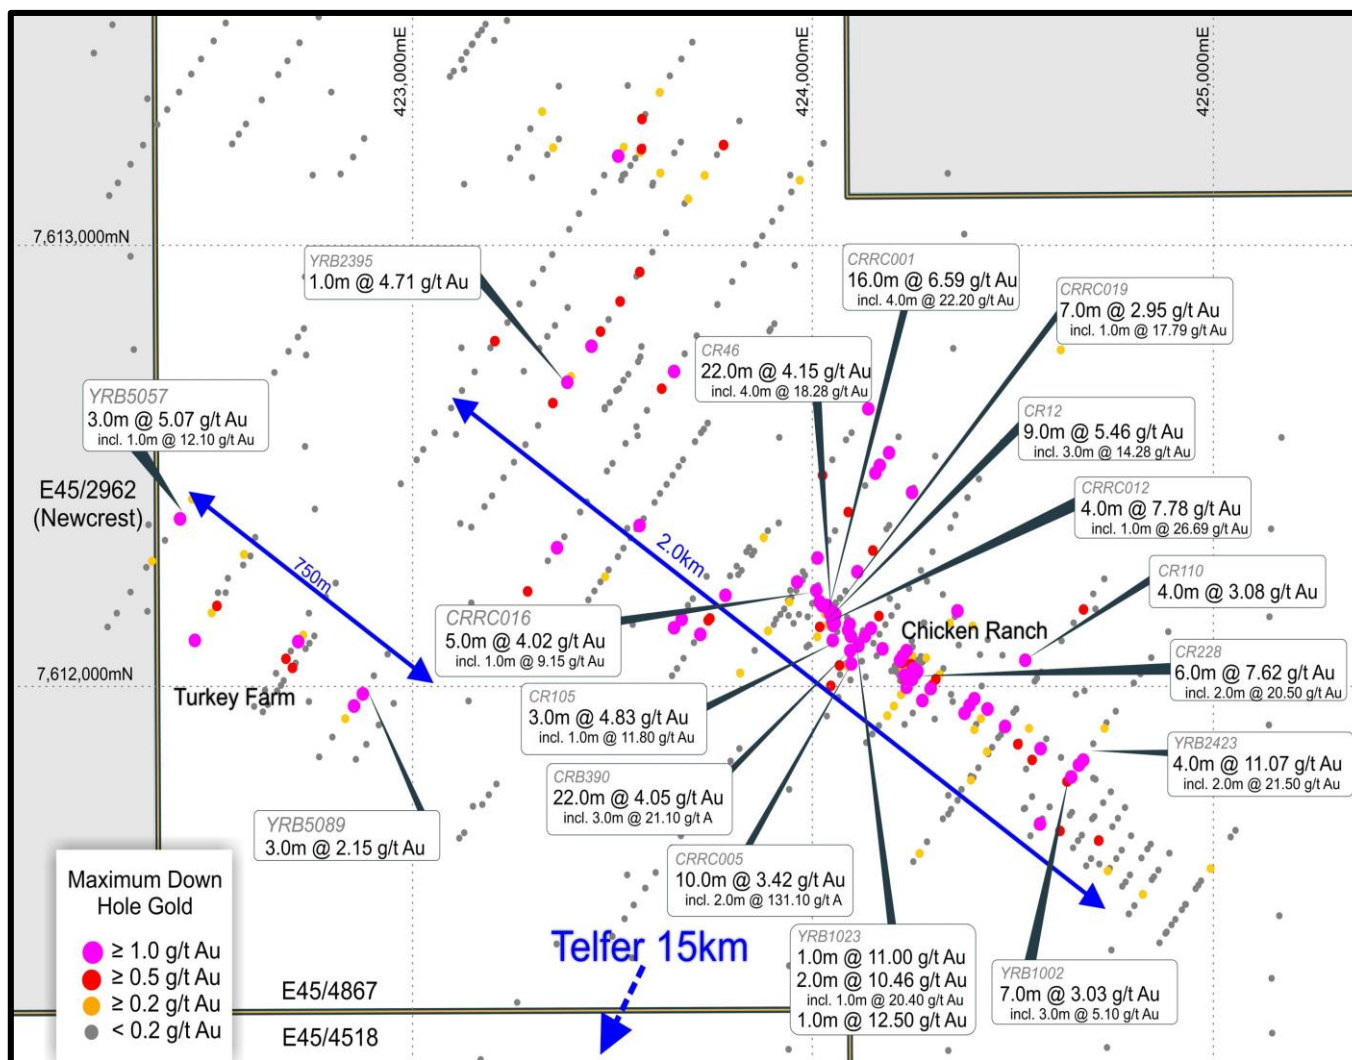 423,000mE
424,000mE
425,000mE
7,613,000mN
YRB2395
1.0m @ 4.71 g/t Au
CRRC001
16.0m @ 6.59 g/t Au
incl. 4.0m @ 22.20 g/t Au
CRRC019
7.0m @ 2.95 g/t Au
incl. 1.0m @ 17.79 g/t Au
CR46
22.0m @ 4.15 g/t Au
incl. 4.0m @ 18.28 g/t Au
YRB5057
3.0m @ 5.07 g/t Au
incl. 1.0m @ 12.10 g/t Au
CR12
9.0m @ 5.46 g/t Au
incl. 3.0m @ 14.28 g/t Au
E45/2962
(Newcrest)
CRRC012
4.0m @ 7.78 g/t Au
incl. 1.0m @ 26.69 g/t Au
750m
2.0km
CR110
4.0m @ 3.08 g/t Au
CRRC016
5.0m @ 4.02 g/t Au
incl. 1.0m @ 9.15 g/t Au
Chicken Ranch
CR228
6.0m @ 7.62 g/t Au
incl. 2.0m @ 20.50 g/t Au
7,612,000mN
Turkey Farm
CR105
3.0m @ 4.83 g/t Au
incl. 1.0m @ 11.80 g/t Au
YRB2423
4.0m @ 11.07 g/t Au
incl. 2.0m @ 21.50 g/t Au
CRB390
22.0m @ 4.05 g/t Au
incl. 3.0m @ 21.10 g/t A
YRB5089
3.0m @ 2.15 g/t Au
CRRC005
10.0m @ 3.42 g/t Au
incl. 2.0m @ 131.10 g/t A
Maximum Down
Hole Gold
≥ 1.0 g/t Au
≥ 0.5 g/t Au
≥ 0.2 g/t Au
< 0.2 g/t Au
Telfer 15km
YRB1023
1.0m @ 11.00 g/t Au
2.0m @ 10.46 g/t Au
incl. 1.0m @ 20.40 g/t Au
1.0m @ 12.50 g/t Au
YRB1002
7.0m @ 3.03 g/t Au
incl. 3.0m @ 5.10 g/t Au
E45/4867
E45/4518